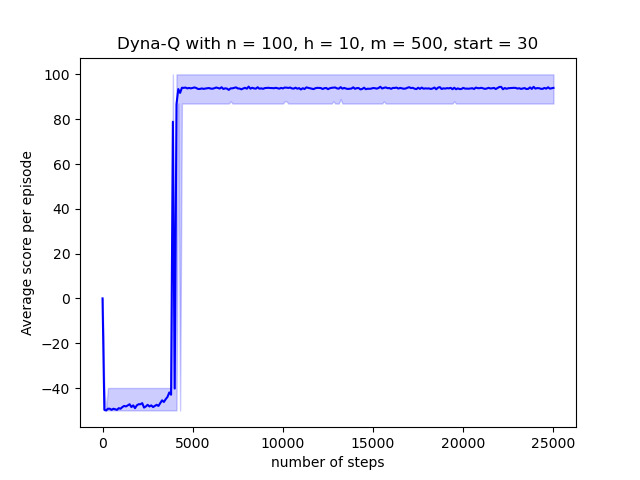 Dyna-Q with n = 100, h = 10, m = 500, start = 30
Average score per episode
100
80
60
40
20
0
−20
−40
0 5000 10000 15000 20000 25000
number of steps